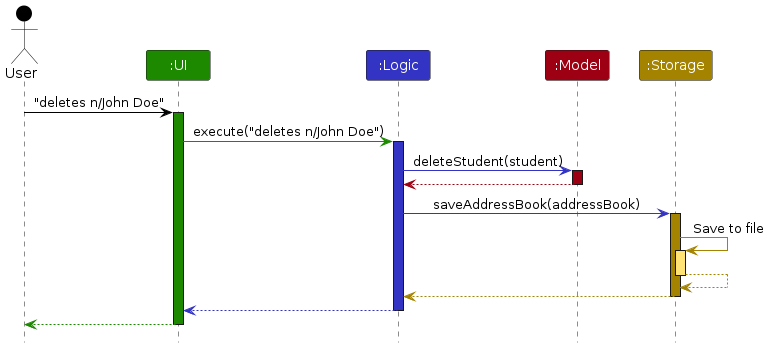 User
:UI
:Logic
:Model
:Storage
"deletes n/John Doe"
execute("deletes n/John Doe")
deleteStudent(student)
saveAddressBook(addressBook)
Save to file